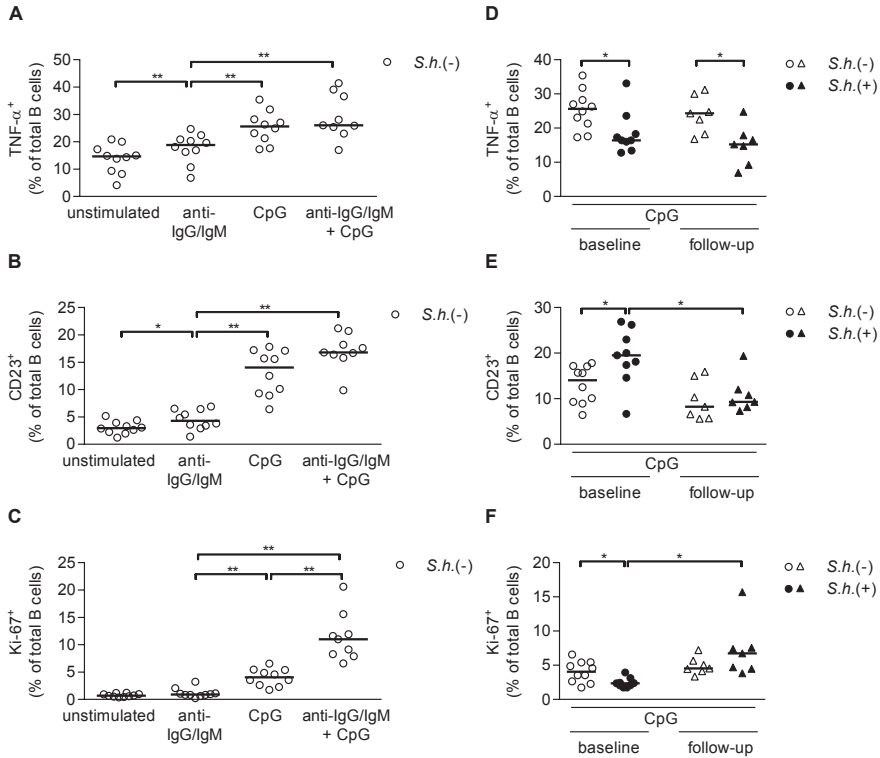 A
TNF-α+
(% of total B cells)
50
40
30
20
10
0
**
**
**
S.h.(-)
unstimulated
anti-
IgG/IgM
CpG
anti-IgG/IgM
+ CpG
D
TNF-α+
(% of total B cells)
40
30
20
10
0
*
*
S.h.(-)
S.h.(+)
CpG
baseline
follow-up
B
CD23+
(% of total B cells)
25
20
15
10
5
0
**
*
**
S.h.(-)
unstimulated
anti-
IgG/IgM
CpG
anti-IgG/IgM
+ CpG
E
CD23+
(% of total B cells)
30
20
10
0
*
*
S.h.(-)
S.h.(+)
CpG
baseline
follow-up
C
Ki-67+
(% of total B cells)
25
20
15
10
5
0
**
**
**
S.h.(-)
unstimulated
anti-
IgG/IgM
CpG
anti-IgG/IgM
+ CpG
F
Ki-67+
(% of total B cells)
20
15
10
5
0
*
*
S.h.(-)
S.h.(+)
CpG
baseline
follow-up